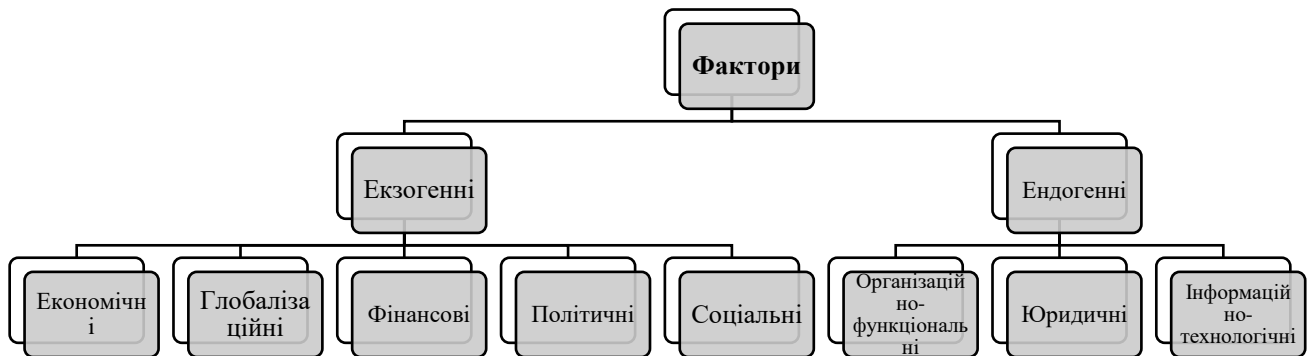 Фактори
Екзогенні
Ендогенні
Економічн
і
Глобаліза
ційні
Фінансові
Політичні
Соціальні
Організацій
но-
функціональ
ні
Юридичні
Інформацій
но-
технологічні